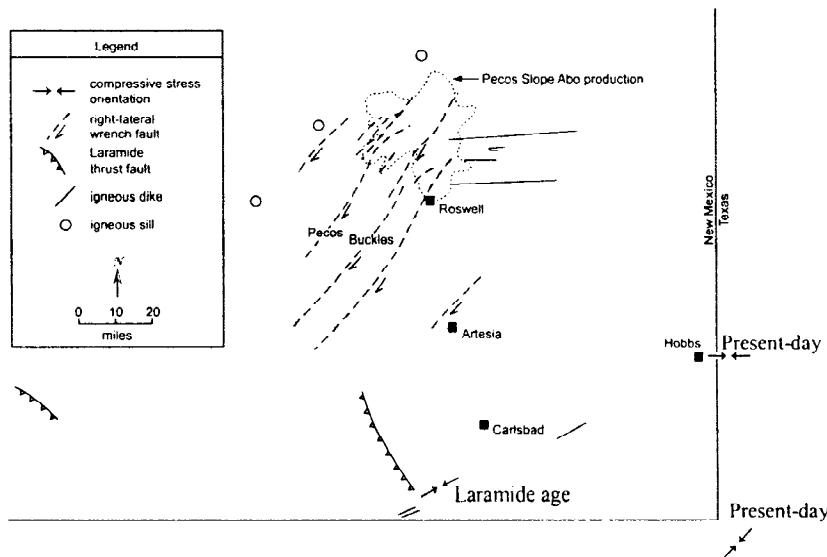 Legend
compressive stress
orientation
right-lateral
wrench fault
Laramide
thrust fault
igneous dike
igneous sill
N
0 10 20
miles
Pecos Slope Abo production
Roswell
Pecos
Buckles
Artesia
New Mexico
Texas
Hobbs
Present-day
Carlsbad
Laramide age
Present-day